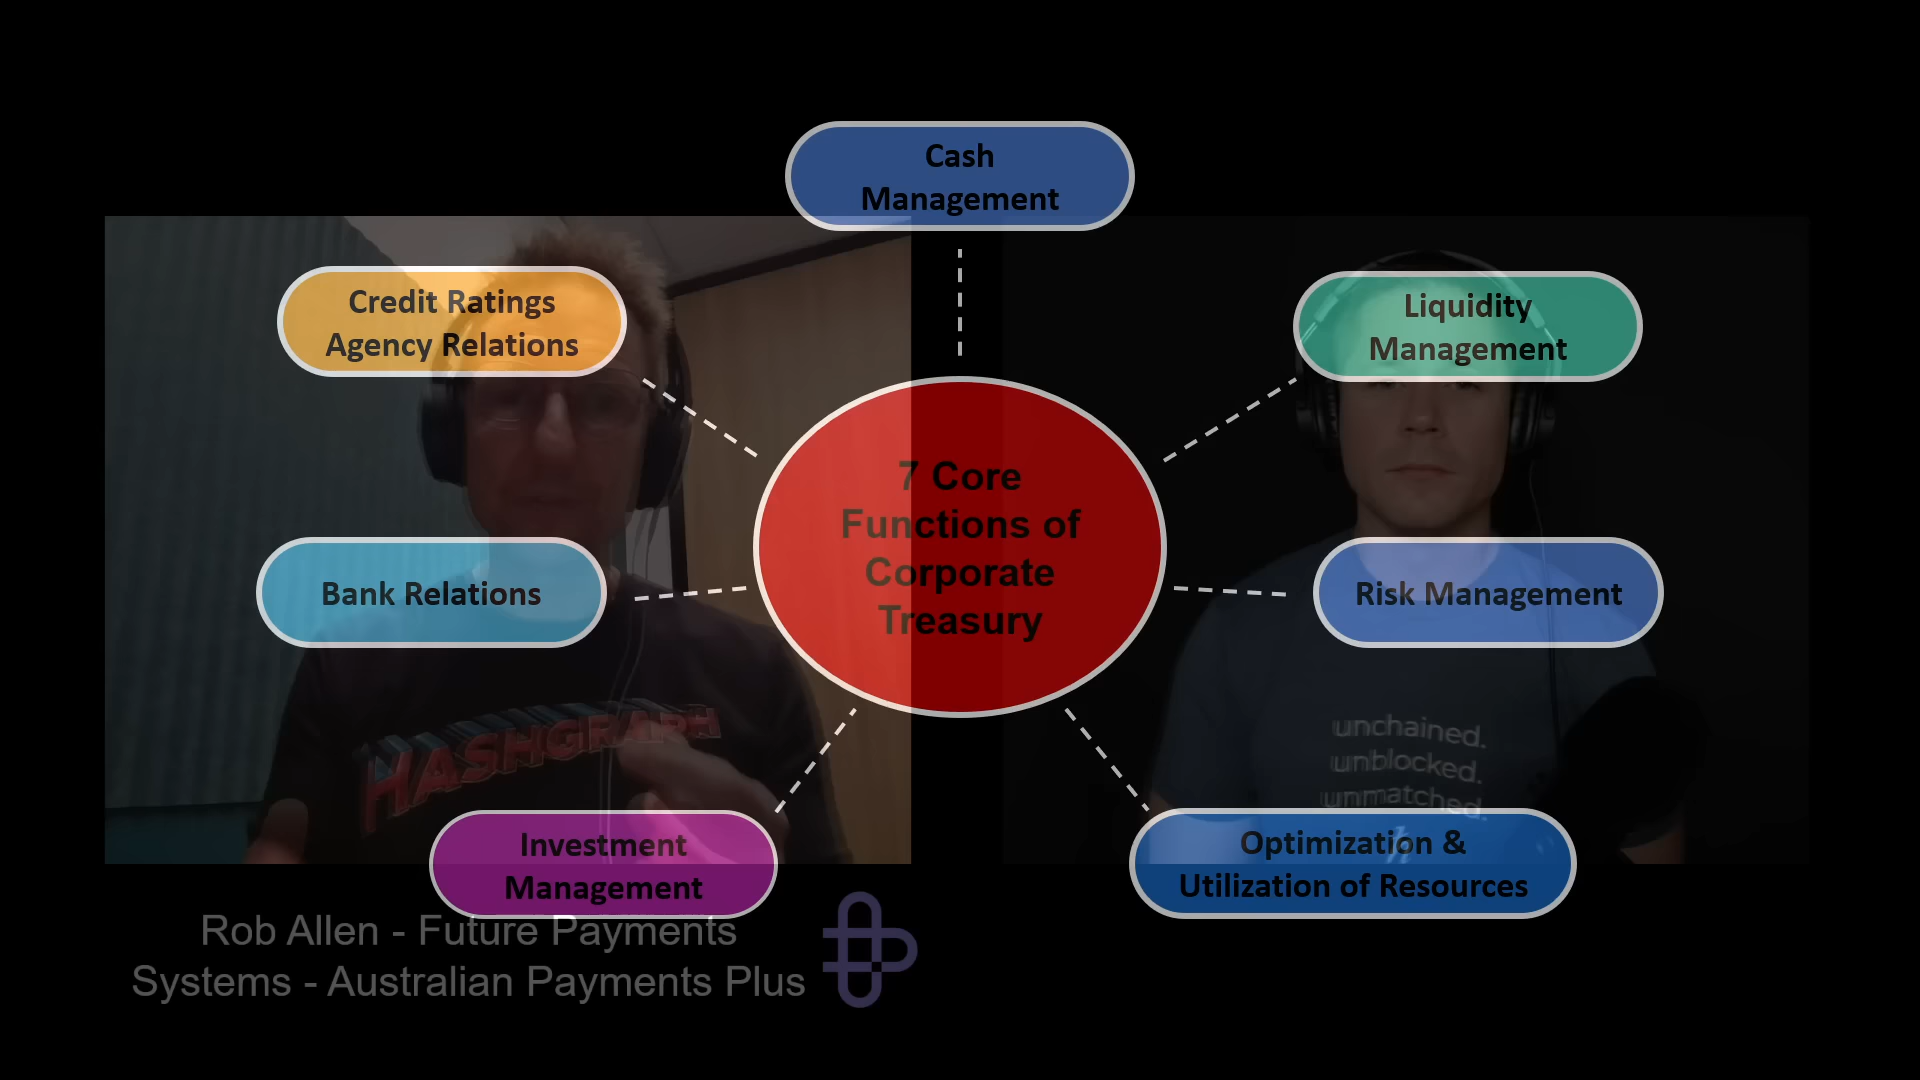 Cash
Management
Credit Ratings
Agency Relations
Liquidity
Management
7 Core
Functions of
Corporate
Treasury
Bank Relations
Risk Management
HASHGRAPH
unchained.
unblocked.
unmatched.
Investment
Management
Optimization &
Utilization of Resources
Rob Allen - Future Payments
Systems - Australian Payments Plus